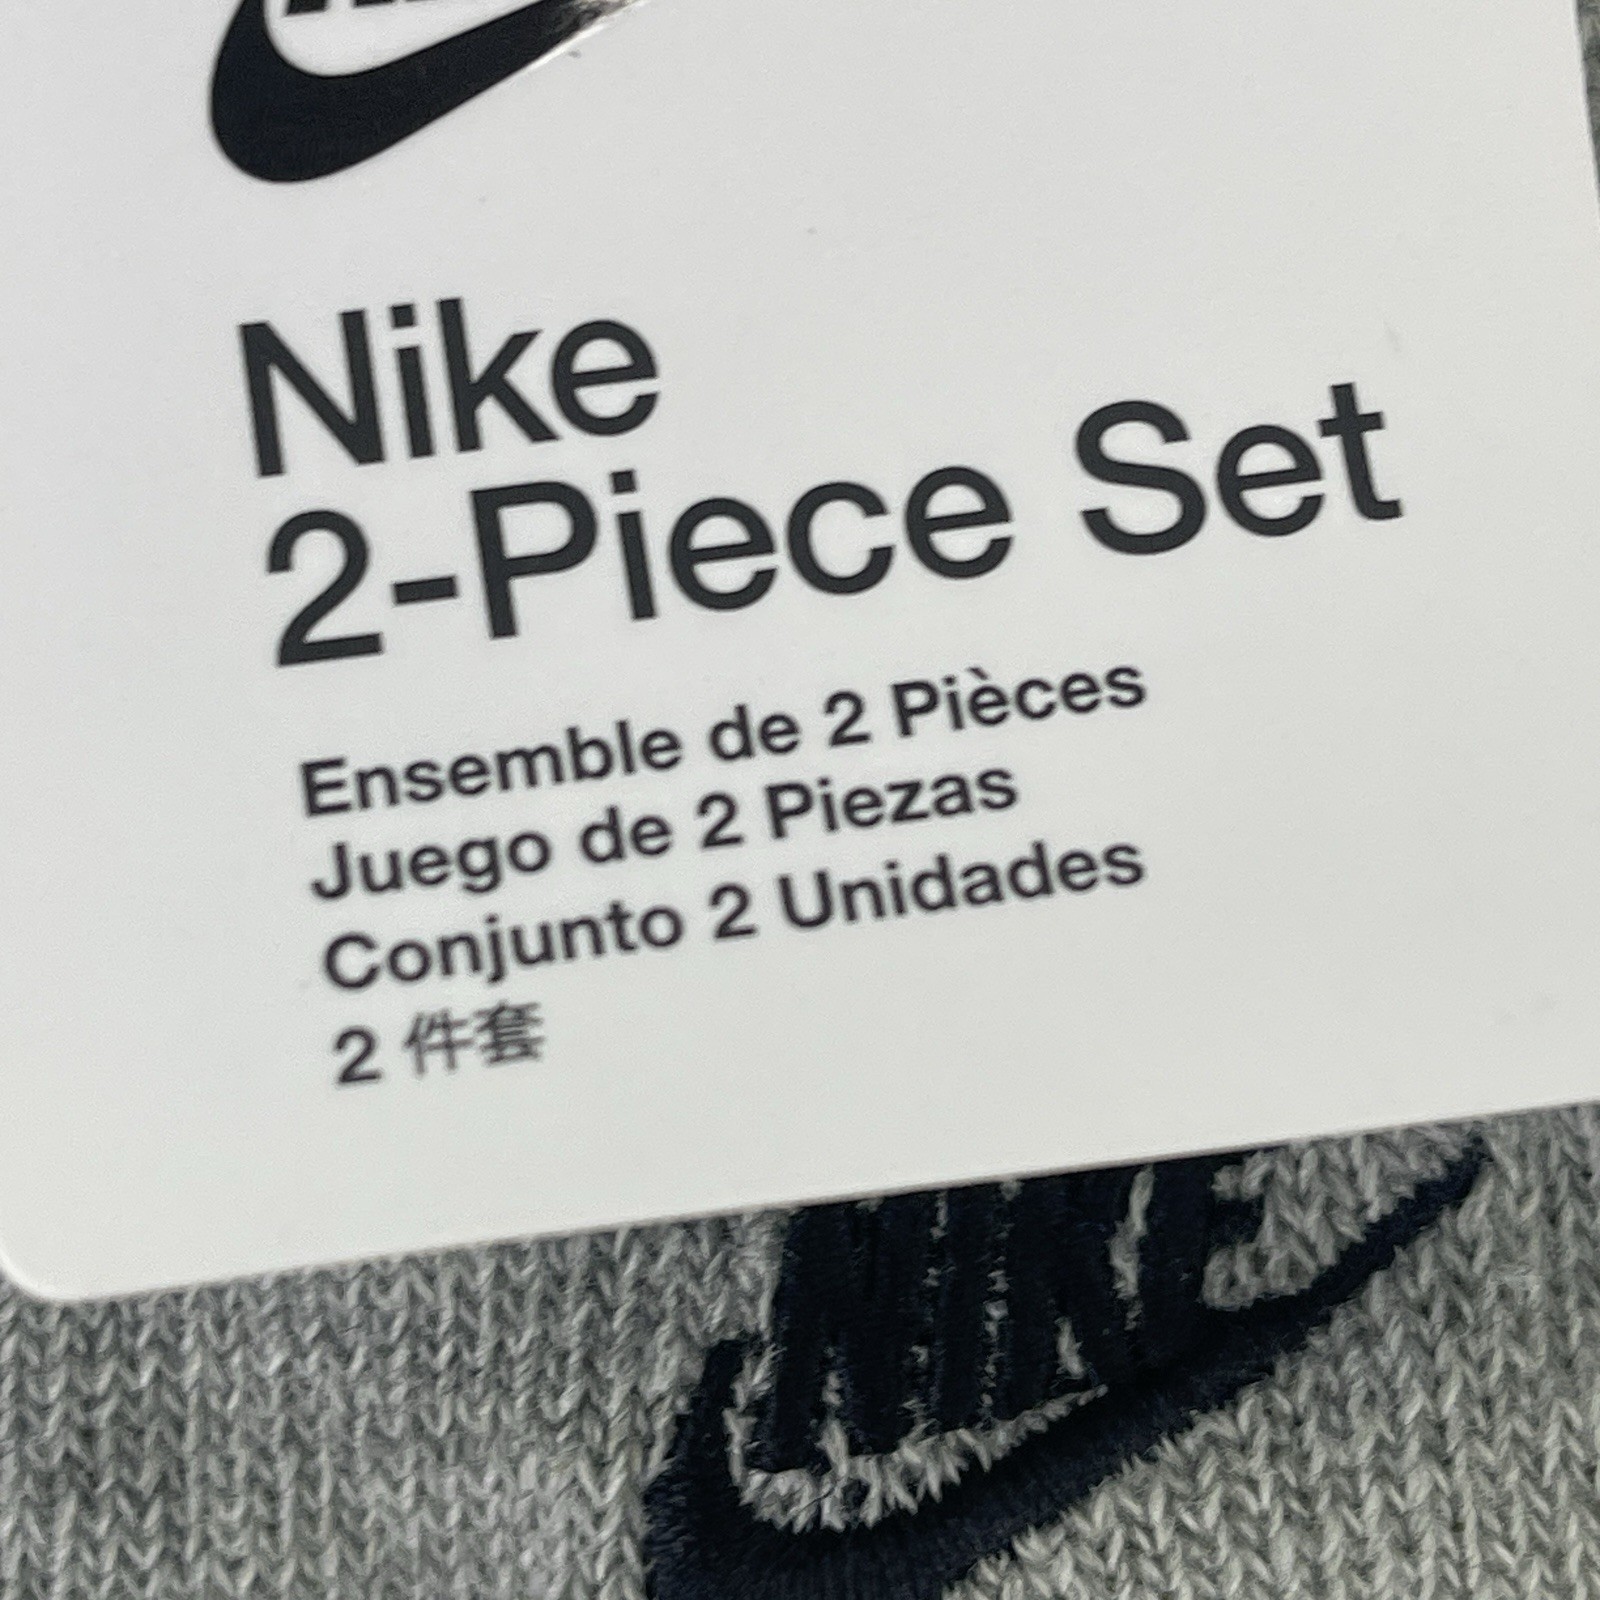 Nike
2-Piece Set
Ensemble de 2 Pièces
Juego de 2 Piezas
Conjunto 2 Unidades
2 件套
NIKE